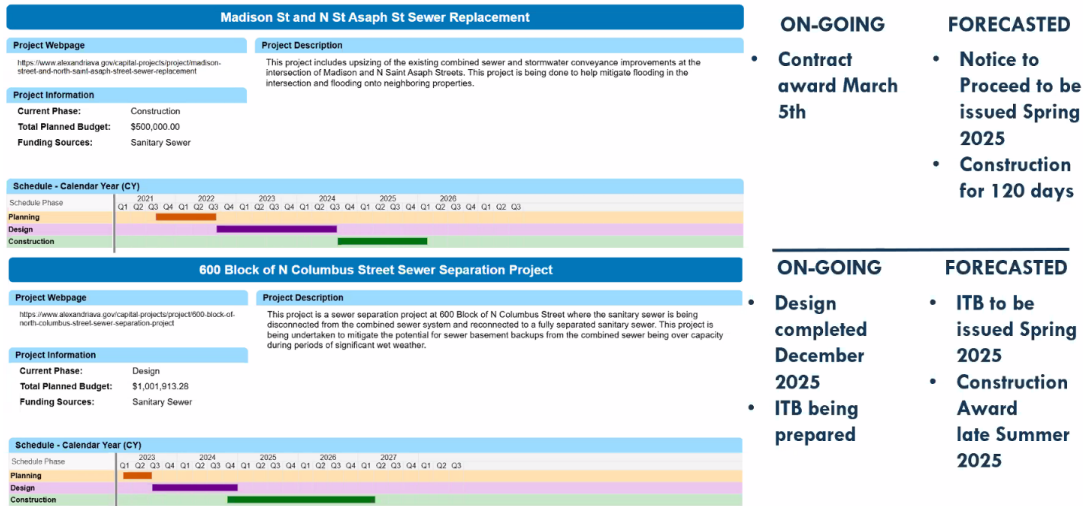 Madison St and N St Asaph St Sewer Replacement
Project Webpage
https://www.alexandriava.gov/capital-projects/project/madison-
street-and-north-saint-asaph-street-sewer-replacement
Project Description
This project includes upsizing of the existing combined sewer and stormwater conveyance improvements at the
intersection of Madison and N Saint Asaph Streets. This project is being done to help mitigate flooding in the
intersection and flooding onto neighboring properties.
Project Information
Current Phase: Construction
Total Planned Budget: $500,000.00
Funding Sources: Sanitary Sewer
Schedule - Calendar Year (CY)
Schedule Phase
2021 2022 2023 2024 2025 2026
Q1 Q2 Q3 Q4 Q1 Q2 Q3 Q4 Q1 Q2 Q3 Q4 Q1 Q2 Q3 Q4 Q1 Q2 Q3 Q4 Q1 Q2 Q3 Q4 Q1 Q2 Q3
Planning
Design
Construction
ON-GOING
• Contract
award March
5th
FORECASTED
• Notice to
Proceed to be
issued Spring
2025
• Construction
for 120 days
600 Block of N Columbus Street Sewer Separation Project
Project Webpage
https://www.alexandriava.gov/capital-projects/project/600-block-of-
north-columbus-street-sewer-separation-project
Project Description
This project is a sewer separation project at 600 Block of N Columbus Street where the sanitary sewer is being
disconnected from the combined sewer system and reconnected to a fully separated sanitary sewer. This project is
being undertaken to mitigate the potential for sewer basement backups from the combined sewer being over capacity
during periods of significant wet weather.
Project Information
Current Phase: Design
Total Planned Budget: $1,001,913.28
Funding Sources: Sanitary Sewer
Schedule - Calendar Year (CY)
Schedule Phase
2023 2024 2025 2026 2027
Q1 Q2 Q3 Q4 Q1 Q2 Q3 Q4 Q1 Q2 Q3 Q4 Q1 Q2 Q3 Q4 Q1 Q2 Q3 Q4 Q1 Q2 Q3
Planning
Design
Construction
ON-GOING
• Design
completed
December
2025
• ITB being
prepared
FORECASTED
• ITB to be
issued Spring
2025
• Construction
Award
late Summer
2025